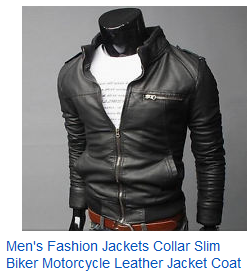 Men's Fashion Jackets Collar Slim
Biker Motorcycle Leather Jacket Coat